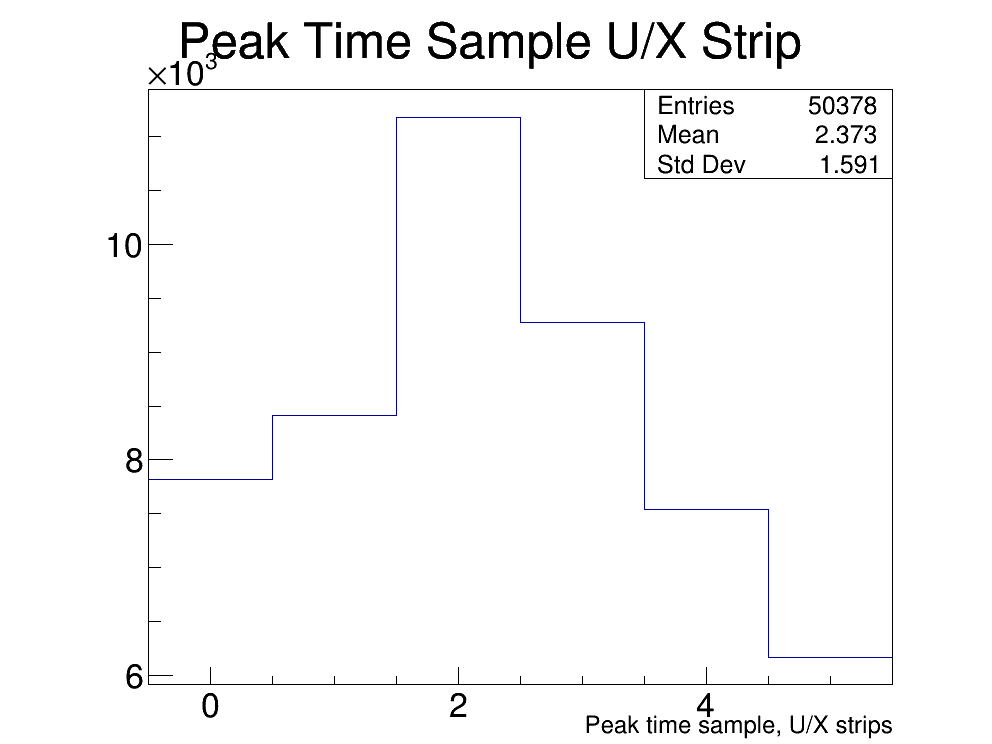 Peak Time Sample U/X Strip
×10³
Entries 50378
Mean 2.373
Std Dev 1.591
10
8
6
0 2 4
Peak time sample, U/X strips